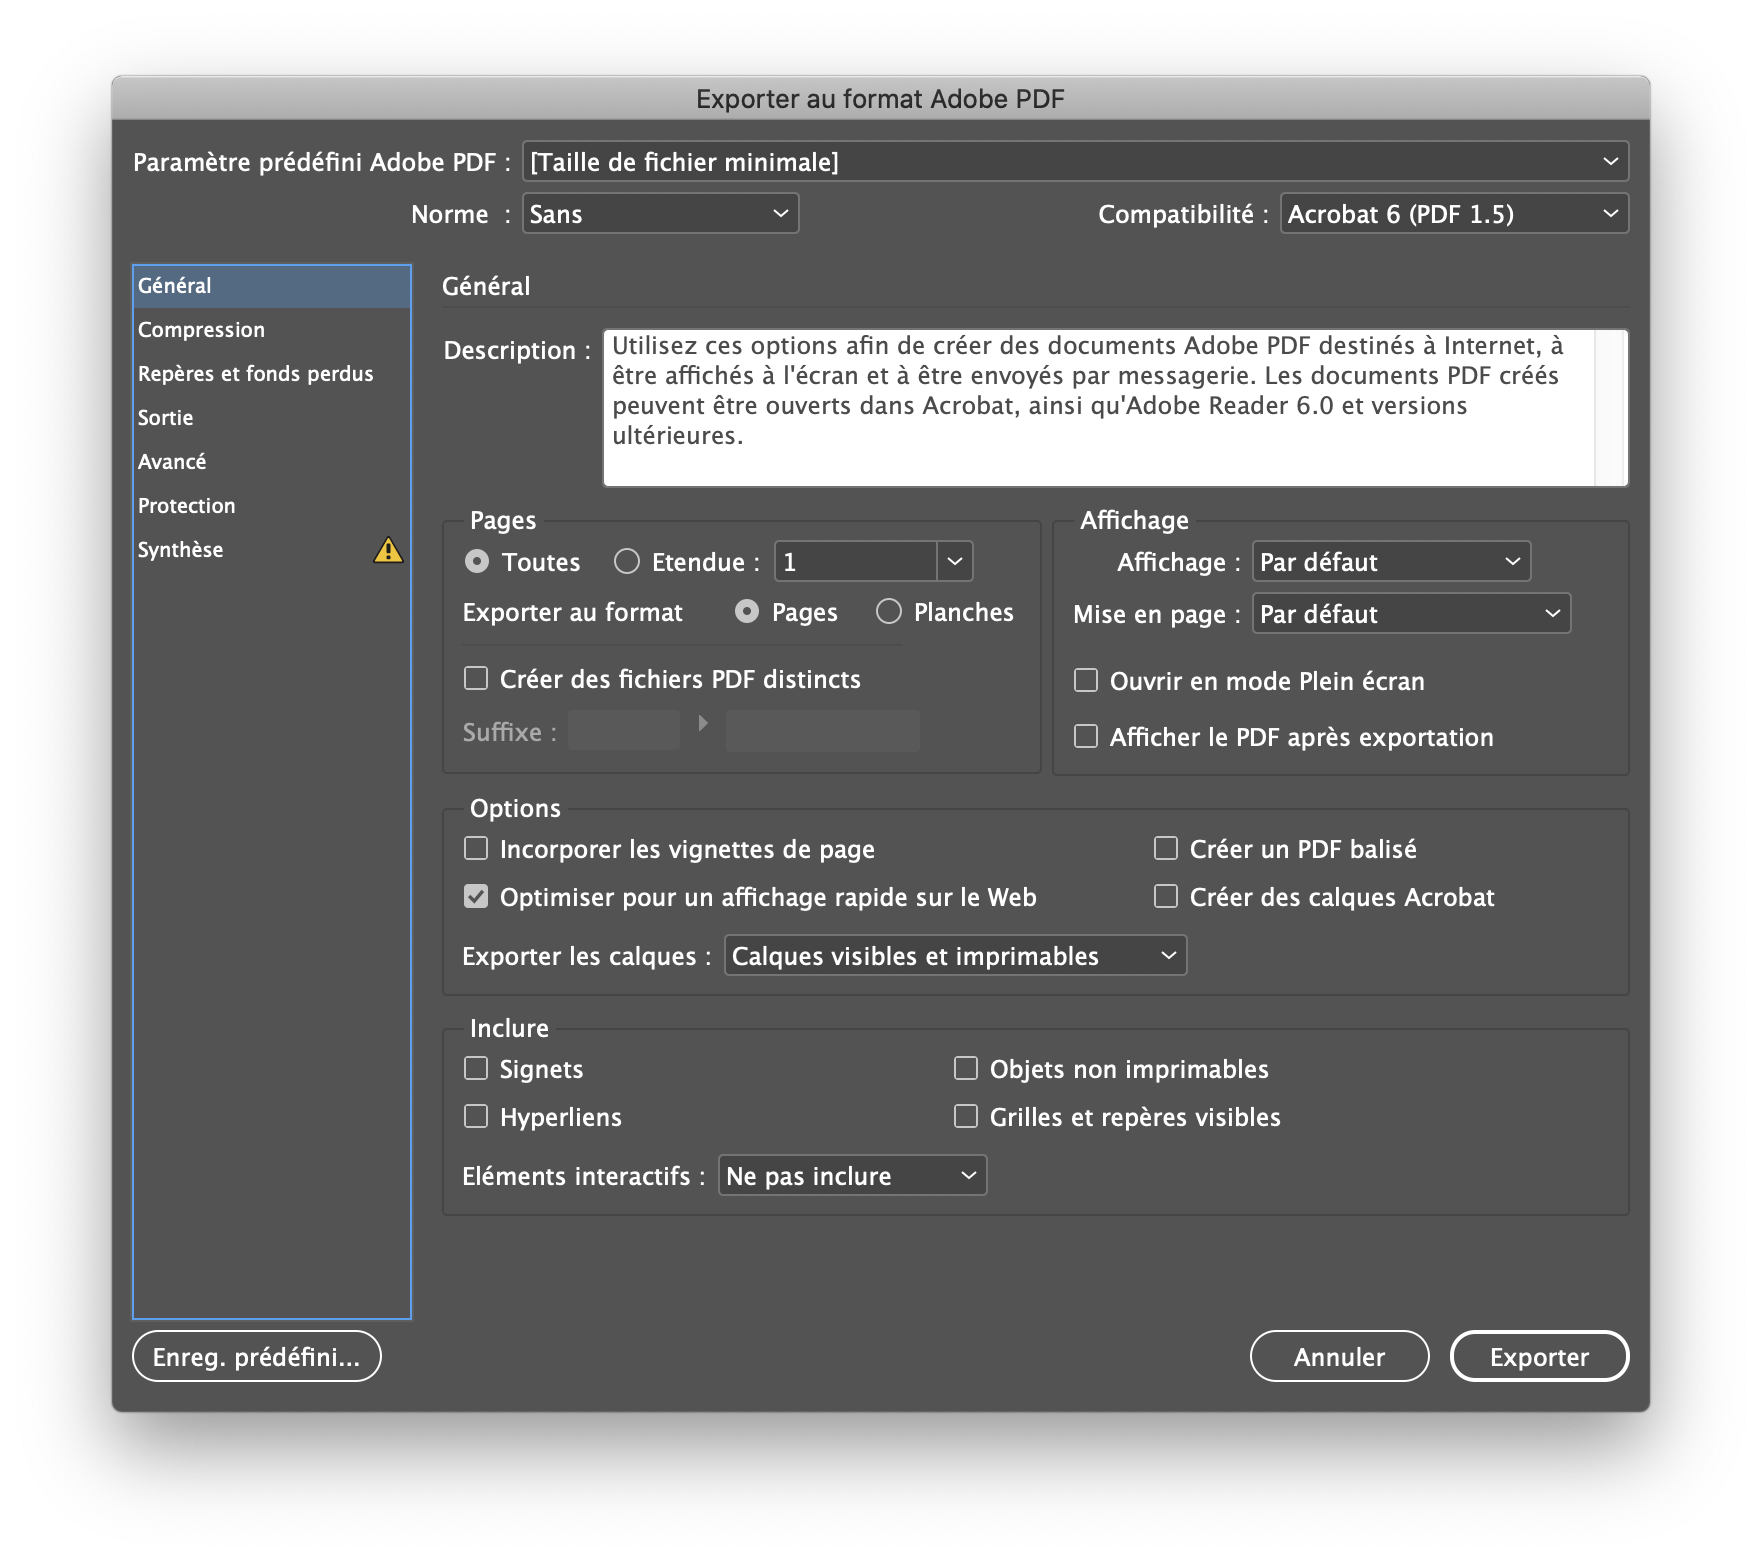 Exporter au format Adobe PDF
Paramètre prédéfini Adobe PDF : [Taille de fichier minimale]
Norme : Sans Compatibilité : Acrobat 6 (PDF 1.5)
Général
Compression
Repères et fonds perdus
Sortie
Avancé
Protection
Synthèse
Général
Description : Utilisez ces options afin de créer des documents Adobe PDF destinés à Internet, à
être affichés à l'écran et à être envoyés par messagerie. Les documents PDF créés
peuvent être ouverts dans Acrobat, ainsi qu'Adobe Reader 6.0 et versions
ultérieures.
Pages
Toutes Etendue : 1
Exporter au format Pages Planches
Créer des fichiers PDF distincts
Suffixe :
Affichage
Affichage : Par défaut
Mise en page : Par défaut
Ouvrir en mode Plein écran
Afficher le PDF après exportation
Options
Incorporer les vignettes de page Créer un PDF balisé
Optimiser pour un affichage rapide sur le Web Créer des calques Acrobat
Exporter les calques : Calques visibles et imprimables
Inclure
Signets Objets non imprimables
Hyperliens Grilles et repères visibles
Eléments interactifs : Ne pas inclure
Enreg. prédéfini... Annuler Exporter